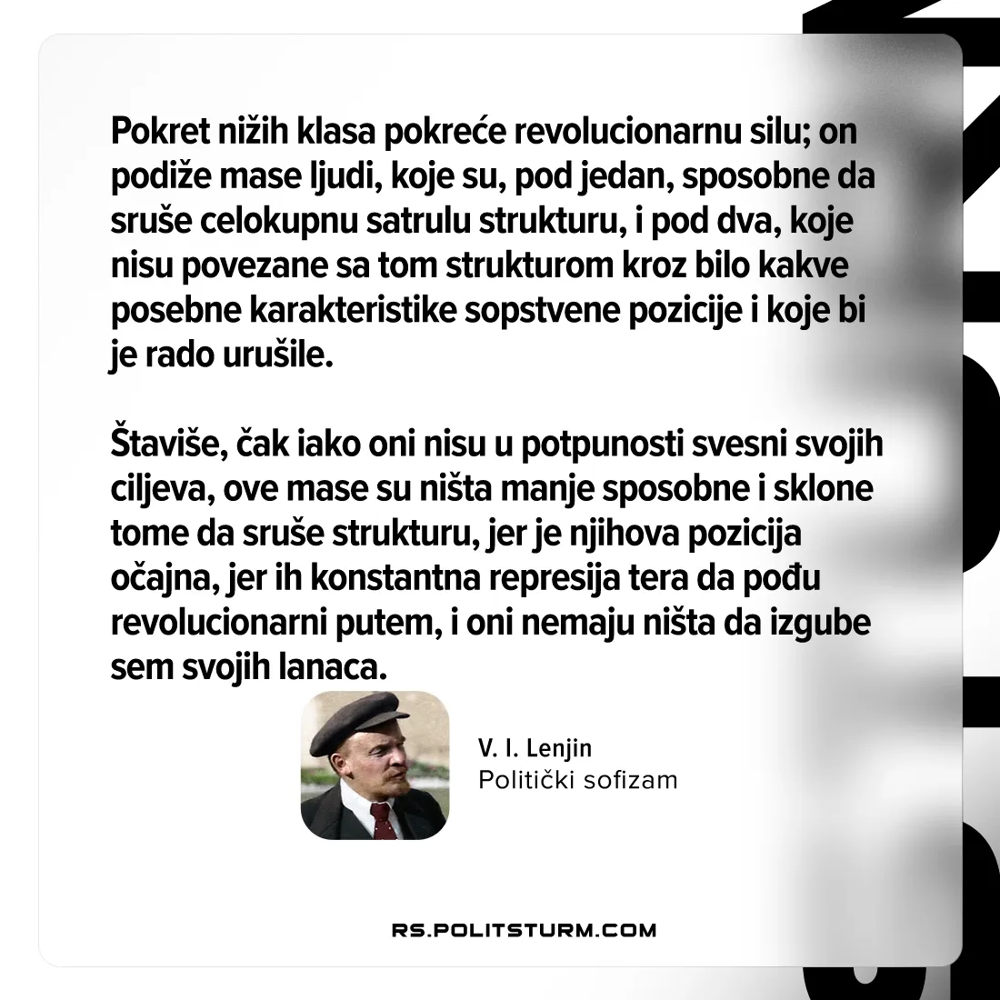 Pokret nižih klasa pokreće revolucionarnu silu; on
podiže mase ljudi, koje su, pod jedan, sposobne da
sruše celokupnu satrulu strukturu, i pod dva, koje
nisu povezane sa tom strukturom kroz bilo kakve
posebne karakteristike sopstvene pozicije i koje bi
je rado urušile.
Štaviše, čak iako oni nisu u potpunosti svesni svojih
ciljeva, ove mase su ništa manje sposobne i sklone
tome da sruše strukturu, jer je njihova pozicija
očajna, jer ih konstantna represija tera da pođu
revolucionarni putem, i oni nemaju ništa da izgube
sem svojih lanaca.
V. I. Lenjin
Politički sofizam
RS.POLITSTURM.COM